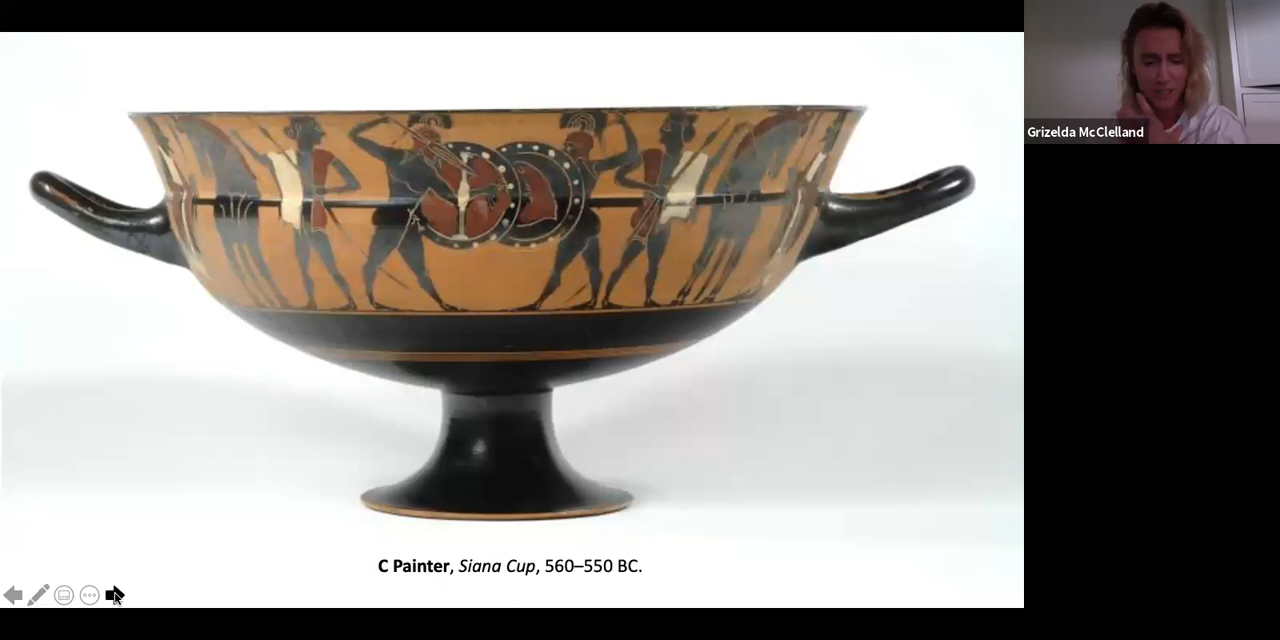 Grizelda McClelland
C Painter, Siana Cup, 560–550 BC.